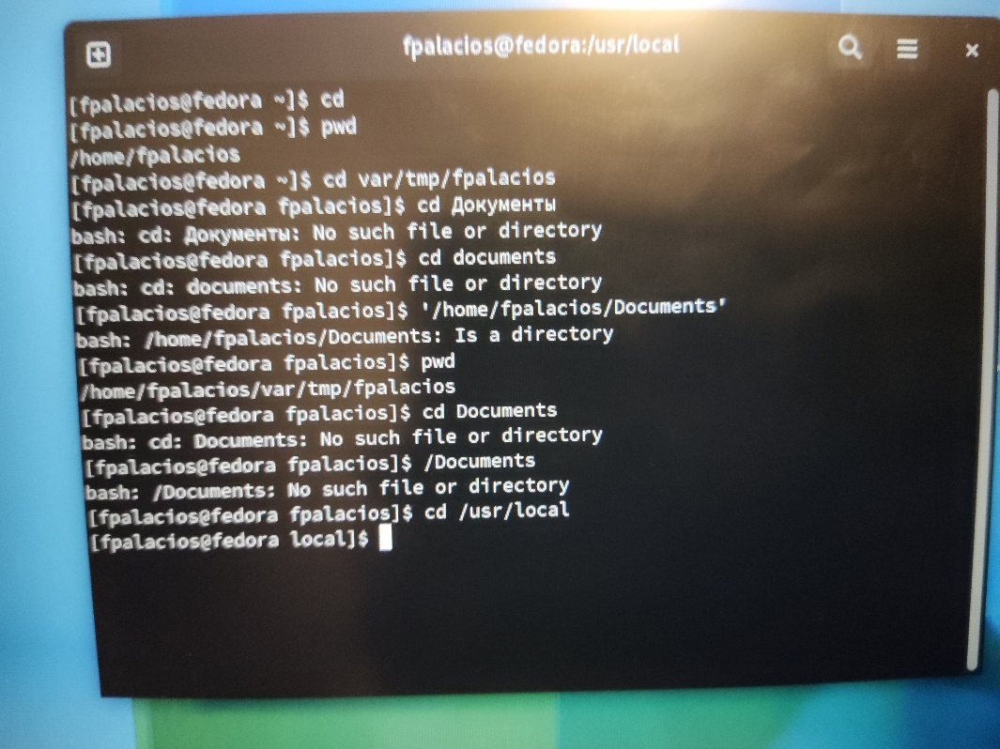 fpalacios@fedora:/usr/local
[fpalacios@fedora ~]$ cd
[fpalacios@fedora ~]$ pwd
/home/fpalacios
[fpalacios@fedora ~]$ cd var/tmp/fpalacios
[fpalacios@fedora fpalacios]$ cd Документы
bash: cd: Документы: No such file or directory
[fpalacios@fedora fpalacios]$ cd documents
bash: cd: documents: No such file or directory
[fpalacios@fedora fpalacios]$ '/home/fpalacios/Documents'
bash: /home/fpalacios/Documents: Is a directory
[fpalacios@fedora fpalacios]$ pwd
/home/fpalacios/var/tmp/fpalacios
[fpalacios@fedora fpalacios]$ cd Documents
bash: cd: Documents: No such file or directory
[fpalacios@fedora fpalacios]$ /Documents
bash: /Documents: No such file or directory
[fpalacios@fedora fpalacios]$ cd /usr/local
[fpalacios@fedora local]$